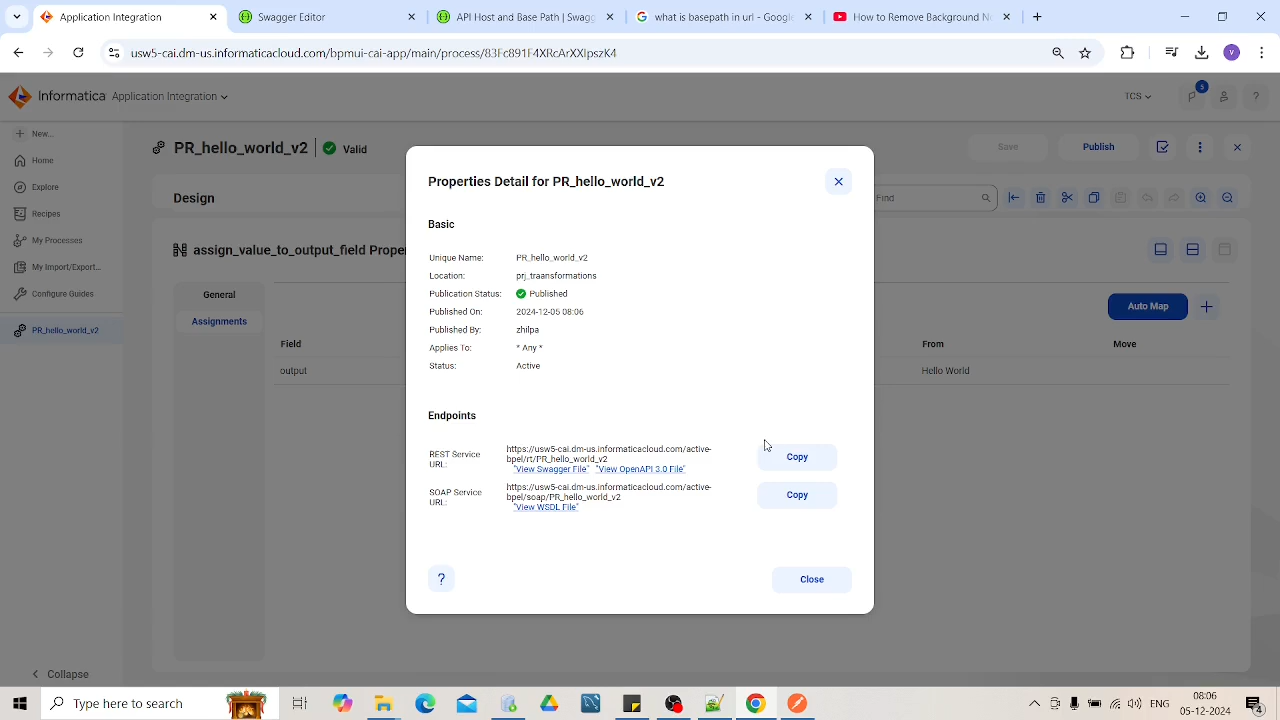 Application Integration
Swagger Editor
API Host and Base Path | Swagg
what is basepath in url - Google
How to Remove Background N
usw5-cai.dm-us.informaticacloud.com/bpmui-cai-app/main/process/83Fc891F4XRcArXXlpszK4
V
Informatica Application Integration
TCS
3
?
New...
Home
Explore
Recipes
My Processes
My Import/Export...
Configure Guides
PR_hello_world_v2
Collapse
PR_hello_world_v2 Valid
Save
Publish
Design
Find
assign_value_to_output_field Prope
General
Assignments
Auto Map
Field
From
Move
output
Hello World
Properties Detail for PR_hello_world_v2
Basic
Unique Name: PR_hello_world_v2
Location: prj_traansformations
Publication Status: Published
Published On: 2024-12-05 08:06
Published By: zhilpa
Applies To: * Any *
Status: Active
Endpoints
REST Service URL:
https://usw5-cai.dm-us.informaticacloud.com/active-
bpel/rt/PR_hello_world_v2
"View Swagger File" "View OpenAPI 3.0 File"
Copy
SOAP Service URL:
https://usw5-cai.dm-us.informaticacloud.com/active-
bpel/soap/PR_hello_world_v2
"View WSDL File"
Copy
?
Close
Type here to search
ENG
08:06
05-12-2024
4